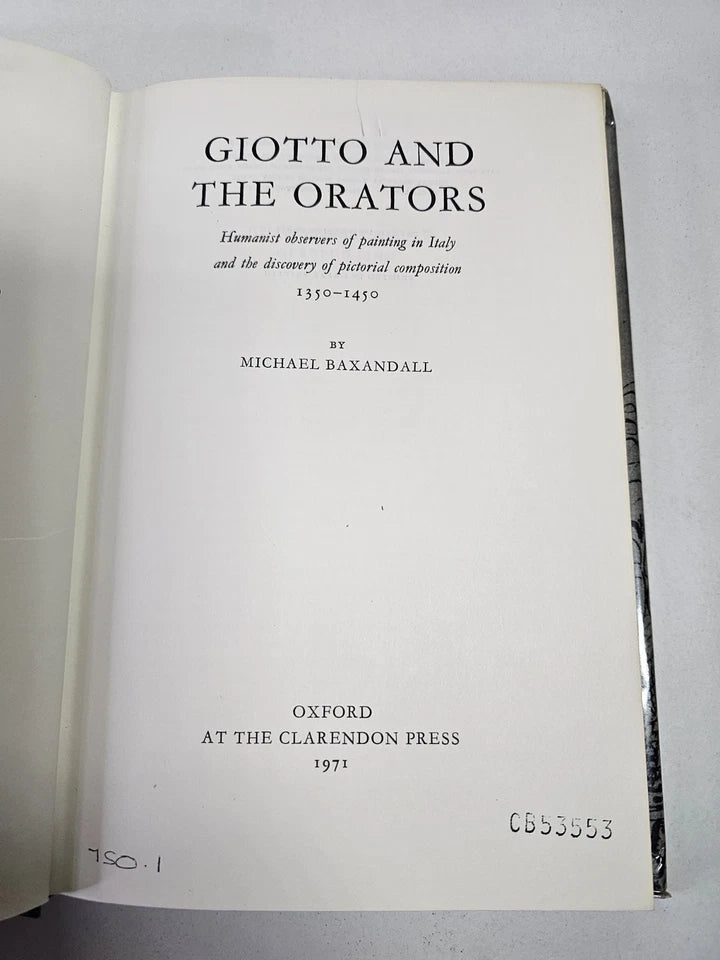 GIOTTO AND
THE ORATORS
Humanist observers of painting in Italy
and the discovery of pictorial composition
1350–1450
BY
MICHAEL BAXANDALL
OXFORD
AT THE CLARENDON PRESS
1971
CB53553
750.1